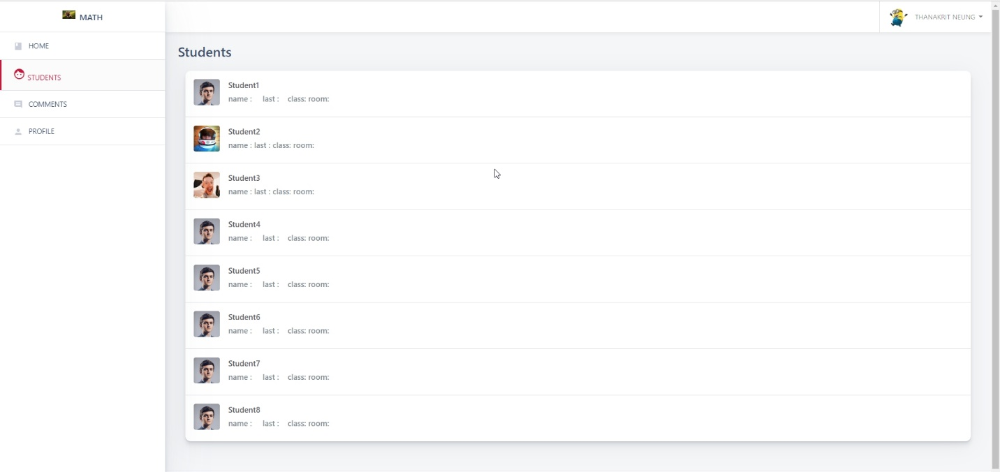 MATH
THANAKRIT NEUNG
HOME
STUDENTS
COMMENTS
PROFILE
Students
Student1
name : last : class: room:
Student2
name : last : class: room:
Student3
name : last : class: room:
Student4
name : last : class: room:
Student5
name : last : class: room:
Student6
name : last : class: room:
Student7
name : last : class: room:
Student8
name : last : class: room: